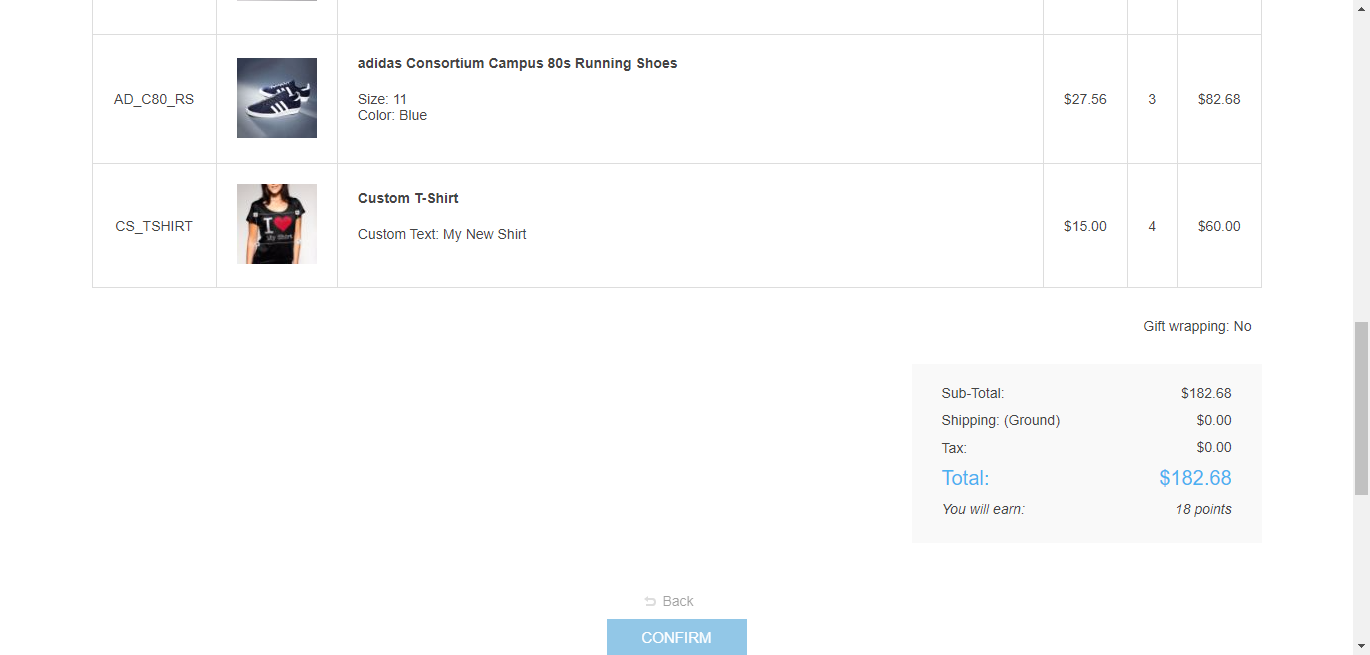 adidas Consortium Campus 80s Running Shoes
AD_C80_RS
Size: 11
Color: Blue
$27.56
3
$82.68
Custom T-Shirt
CS_TSHIRT
I
My Shirt
Custom Text: My New Shirt
$15.00
4
$60.00
Gift wrapping: No
Sub-Total: $182.68
Shipping: (Ground) $0.00
Tax: $0.00
Total: $182.68
You will earn: 18 points
Back
CONFIRM